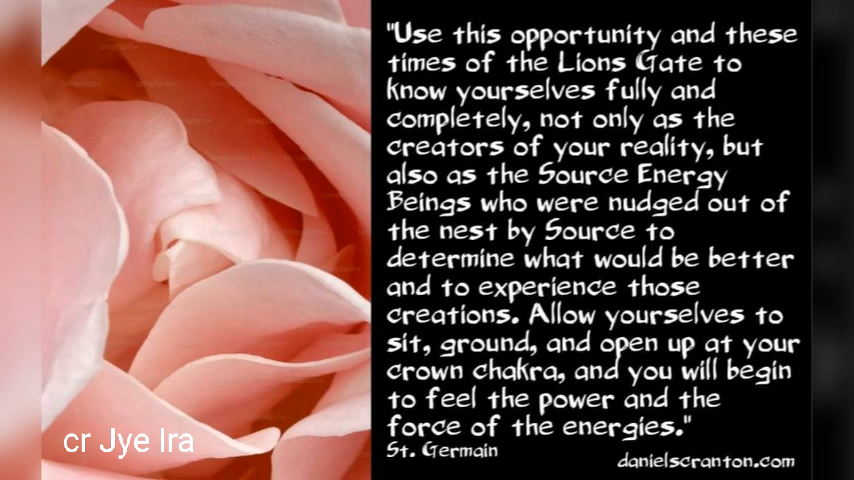 "Use this opportunity and these
times of the Lions Gate to
know yourselves fully and
completely, not only as the
creators of your reality, but
also as the Source Energy
Beings who were nudged out of
the nest by Source to
determine what would be better
and to experience those
creations. Allow yourselves to
sit, ground, and open up at your
crown chakra, and you will begin
to feel the power and the
force of the energies."
St. Germain
danielscranton.com
cr Jye Ira